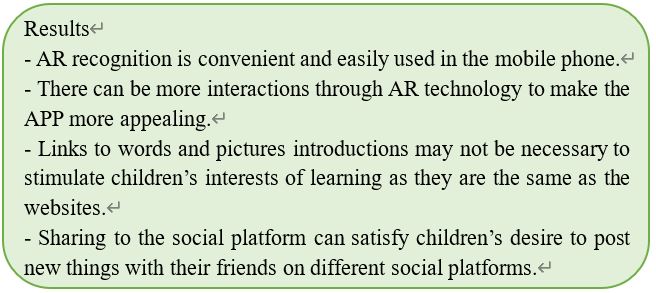 Results↵
- AR recognition is convenient and easily used in the mobile phone.↵
- There can be more interactions through AR technology to make the
APP more appealing.↵
- Links to words and pictures introductions may not be necessary to
stimulate children’s interests of learning as they are the same as the
websites.↵
- Sharing to the social platform can satisfy children’s desire to post
new things with their friends on different social platforms.↵